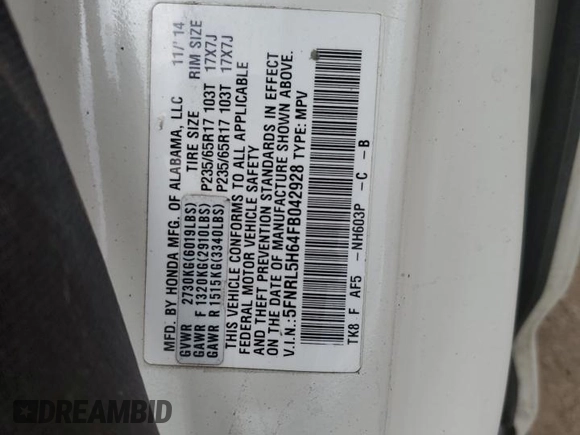 MFD. BY HONDA MFG. OF ALABAMA, LLC 11/ 14
GVWR 2730KG(6019LBS) TIRE SIZE RIM SIZE
GAWR F 1320KG(2910LBS) P235/65R17 103T 17X7J
GAWR R 1515KG(3340LBS) P235/65R17 103T 17X7J
THIS VEHICLE CONFORMS TO ALL APPLICABLE
FEDERAL MOTOR VEHICLE SAFETY
AND THEFT PREVENTION STANDARDS IN EFFECT
ON THE DATE OF MANUFACTURE SHOWN ABOVE.
V.I.N.:5FNRL5H64FB042928 TYPE: MPV
TK8 F AF5 -NH603P -C -B
DREAMBID